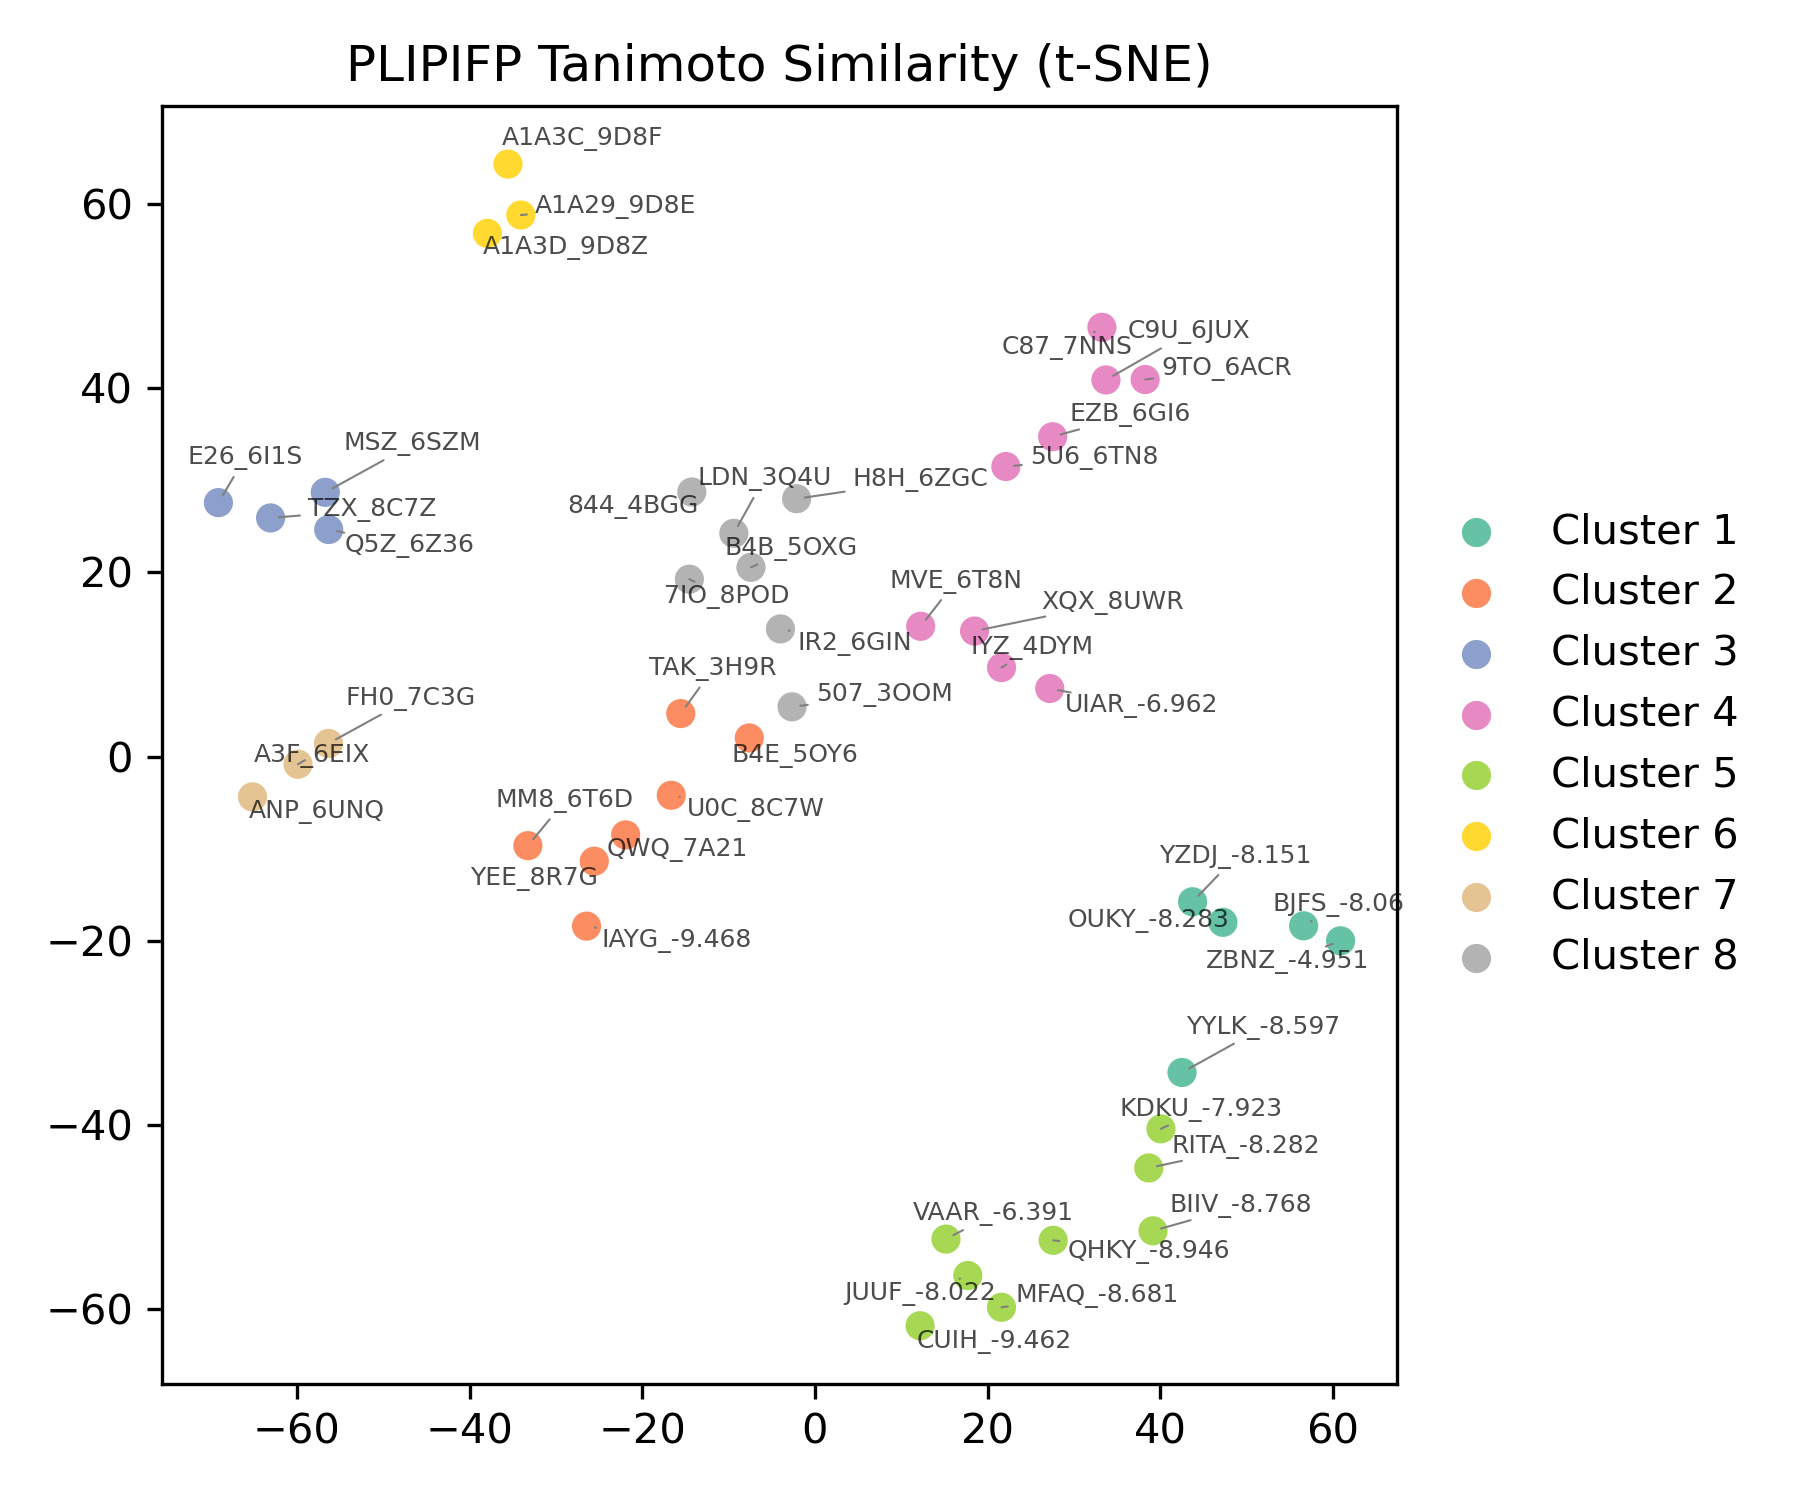 PLIPIFP Tanimoto Similarity (t-SNE)
A1A3C_9D8F
60
A1A29_9D8E
A1A3D_9D8Z
C9U_6JUX
C87_7NNS
9TO_6ACR
40
EZB_6GI6
MSZ_6SZM
E26_6I1S
5U6_6TN8
LDN_3Q4U
H8H_6ZGC
844_4BGG
TZX_8C7Z
Q5Z_6Z36
B4B_5OXG
20
7IO_8POD
MVE_6T8N
XQX_8UWR
IR2_6GIN
IYZ_4DYM
TAK_3H9R
507_3OOM
UIAR_-6.962
FH0_7C3G
A3F_6EIX
0
B4E_5OY6
ANP_6UNQ
MM8_6T6D
U0C_8C7W
QWQ_7A21
YEE_8R7G
YZDJ_-8.151
BJFS_-8.06
OUKY_-8.283
−20
IAYG_-9.468
ZBNZ_-4.951
YYLK_-8.597
KDKU_-7.923
−40
RITA_-8.282
BIIV_-8.768
VAAR_-6.391
QHKY_-8.946
JUUF_-8.022
MFAQ_-8.681
−60
CUIH_-9.462
−60 −40 −20 0 20 40 60
Cluster 1
Cluster 2
Cluster 3
Cluster 4
Cluster 5
Cluster 6
Cluster 7
Cluster 8